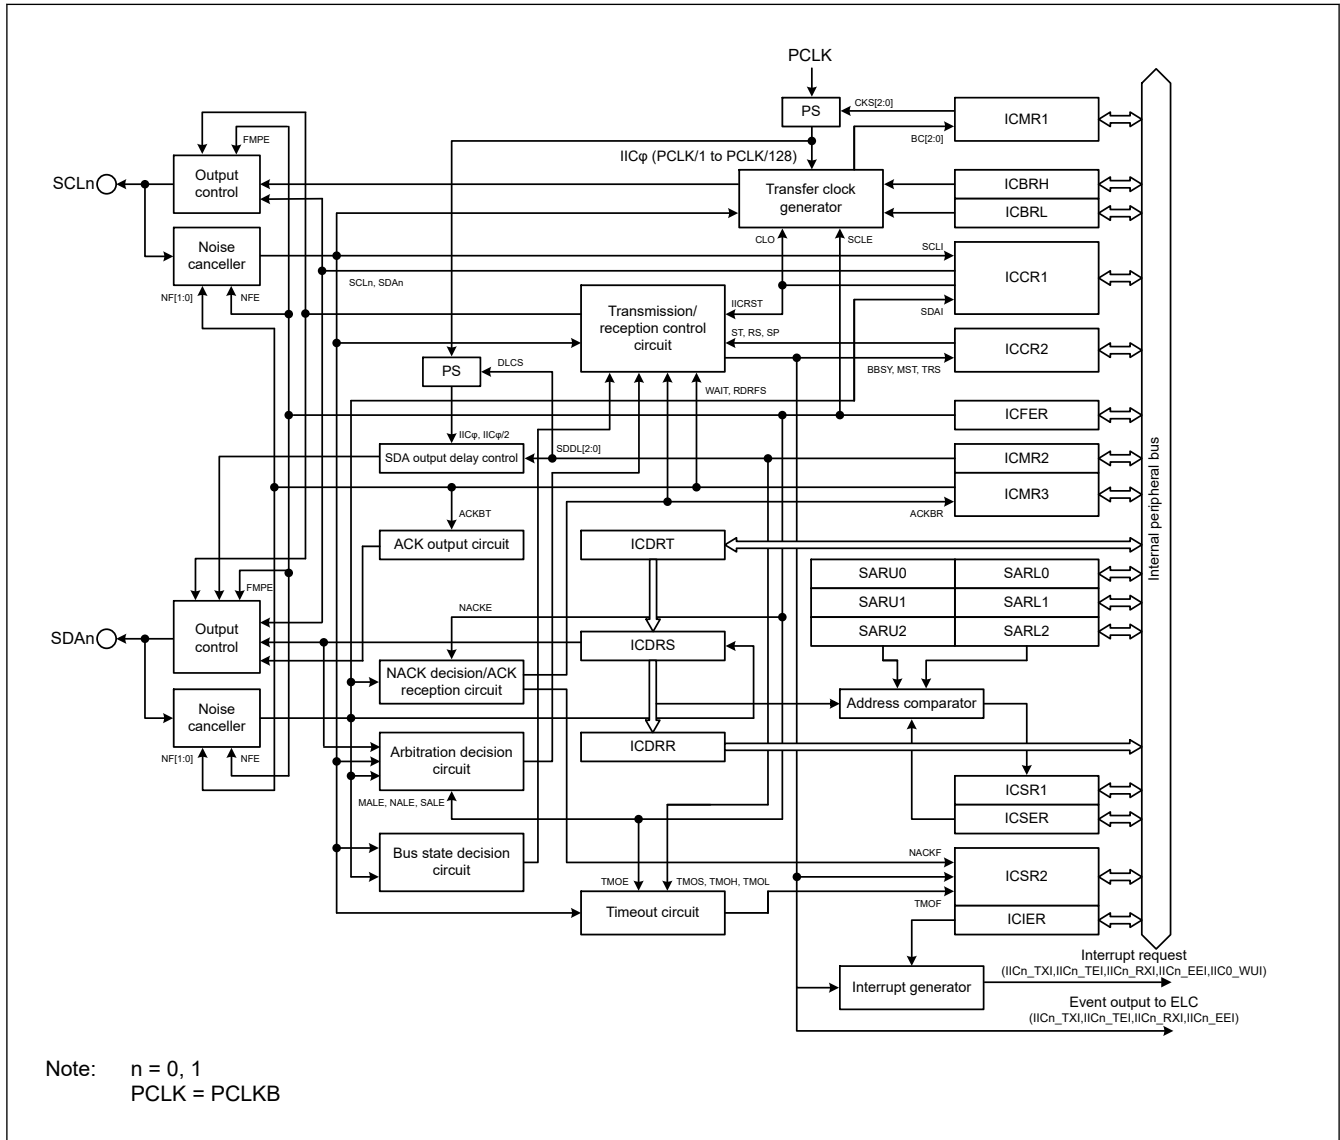 PCLK
PS
CKS[2:0]
ICMR1
BC[2:0]
FMPE
IICφ (PCLK/1 to PCLK/128)
SCLn
Output
control
Transfer clock
generator
ICBRH
ICBRL
Noise
canceller
CLO
SCLE
SCLI
ICCR1
SCLn, SDAn
NF[1:0]
NFE
Transmission/
reception control
circuit
IICRST
SDAI
ST, RS, SP
ICCR2
BBSY, MST, TRS
PS
DLCS
WAIT, RDRFS
ICFER
IICφ, IICφ/2
SDA output delay control
SDDL[2:0]
ICMR2
ICMR3
ACKBT
ACKBR
ACK output circuit
ICDRT
Internal peripheral bus
SARU0
SARL0
SARU1
SARL1
SARU2
SARL2
FMPE
NACKE
SDAn
Output
control
ICDRS
NACK decision/ACK
reception circuit
Address comparator
Noise
canceller
ICDRR
Arbitration decision
circuit
NF[1:0]
NFE
MALE, NALE, SALE
ICSR1
ICSER
Bus state decision
circuit
NACKF
ICSR2
TMOE
TMOS, TMOH, TMOL
TMOF
Timeout circuit
ICIER
Interrupt request
(IICn_TXI,IICn_TEI,IICn_RXI,IICn_EEI,IIC0_WUI)
Interrupt generator
Event output to ELC
(IICn_TXI,IICn_TEI,IICn_RXI,IICn_EEI)
Note: n = 0, 1
PCLK = PCLKB